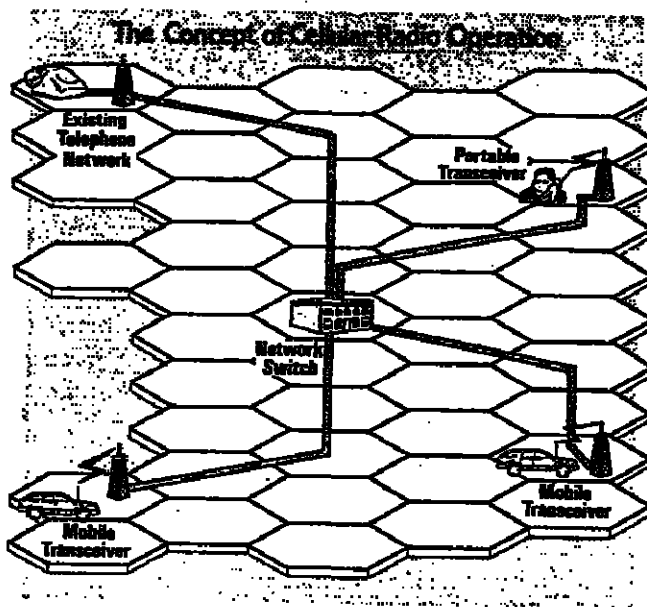 The Concept of Cellular Radio Operation
Existing
Telephone
Network
Portable
Transceiver
Network
Switch
Mobile
Transceiver
Mobile
Transceiver